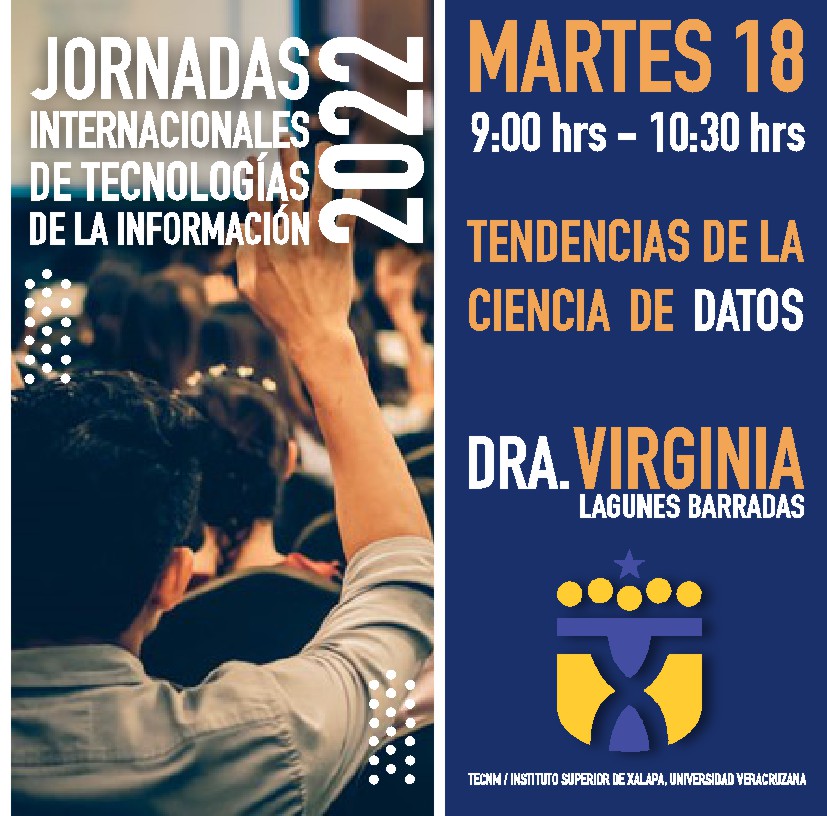 JORNADAS
INTERNACIONALES
DE TECNOLOGÍAS
DE LA INFORMACIÓN
2022
MARTES 18
9:00 hrs – 10:30 hrs
TENDENCIAS DE LA
CIENCIA DE DATOS
DRA. VIRGINIA
LAGUNES BARRADAS
TECNM / INSTITUTO SUPERIOR DE XALAPA, UNIVERSIDAD VERACRUZANA